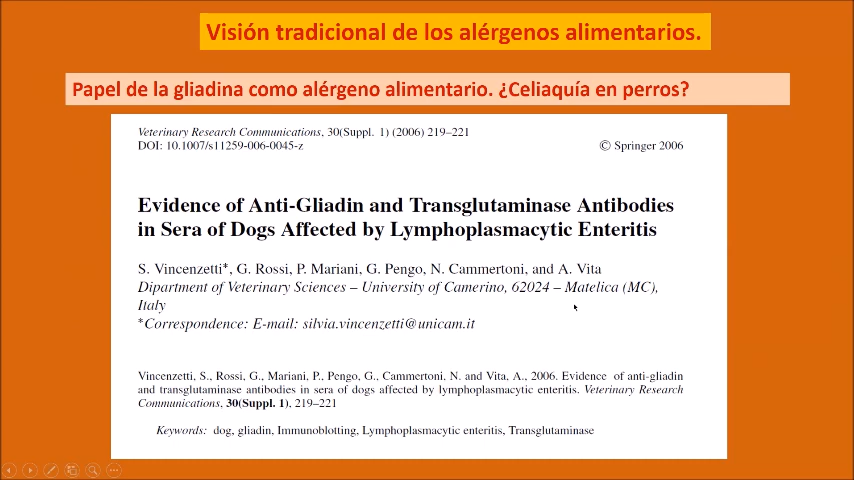 Visión tradicional de los alérgenos alimentarios.
Papel de la gliadina como alérgeno alimentario. ¿Celiaquía en perros?
Veterinary Research Communications, 30(Suppl. 1) (2006) 219–221
DOI: 10.1007/s11259-006-0045-z
© Springer 2006
Evidence of Anti-Gliadin and Transglutaminase Antibodies
in Sera of Dogs Affected by Lymphoplasmacytic Enteritis
S. Vincenzetti*, G. Rossi, P. Mariani, G. Pengo, N. Cammertoni, and A. Vita
Dipartment of Veterinary Sciences – University of Camerino, 62024 – Matelica (MC),
Italy
*Correspondence: E-mail: silvia.vincenzetti@unicam.it
Vincenzetti, S., Rossi, G., Mariani, P., Pengo, G., Cammertoni, N. and Vita, A., 2006. Evidence of anti-gliadin
and transglutaminase antibodies in sera of dogs affected by lymphoplasmacytic enteritis. Veterinary Research
Communications, 30(Suppl. 1), 219–221
Keywords: dog, gliadin, Immunoblotting, Lymphoplasmacytic enteritis, Transglutaminase